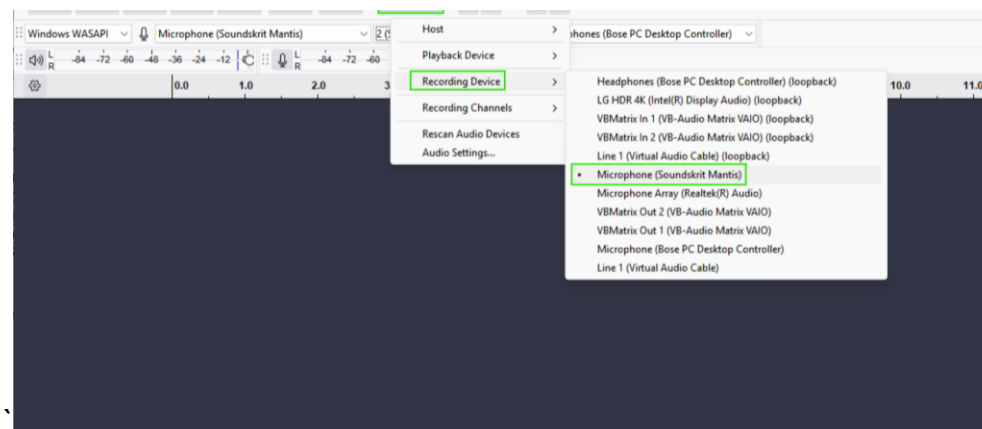 Windows WASAPI Microphone (Soundskrit Mantis) 2 (S Host phones (Bose PC Desktop Controller)
L R -84 -72 -60 -48 -36 -24 -12 L R -84 -72 -60 Playback Device
0.0 1.0 2.0 3 Recording Device Headphones (Bose PC Desktop Controller) (loopback) 10.0 11.0
LG HDR 4K (Intel(R) Display Audio) (loopback)
Recording Channels
VBMatrix In 1 (VB-Audio Matrix VAIO) (loopback)
Rescan Audio Devices
VBMatrix In 2 (VB-Audio Matrix VAIO) (loopback)
Audio Settings...
Line 1 (Virtual Audio Cable) (loopback)
Microphone (Soundskrit Mantis)
Microphone Array (Realtek(R) Audio)
VBMatrix Out 2 (VB-Audio Matrix VAIO)
VBMatrix Out 1 (VB-Audio Matrix VAIO)
Microphone (Bose PC Desktop Controller)
Line 1 (Virtual Audio Cable)
`